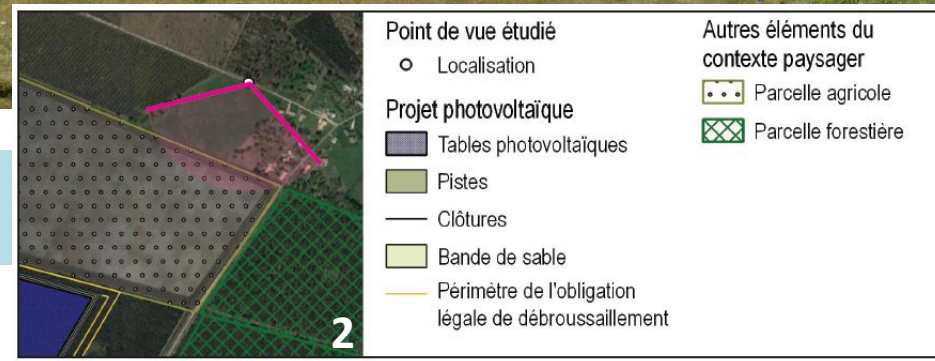 2
Point de vue étudié
Localisation
Projet photovoltaïque
Tables photovoltaïques
Pistes
Clôtures
Bande de sable
Périmètre de l'obligation
légale de débroussaillement
Autres éléments du
contexte paysager
Parcelle agricole
Parcelle forestière